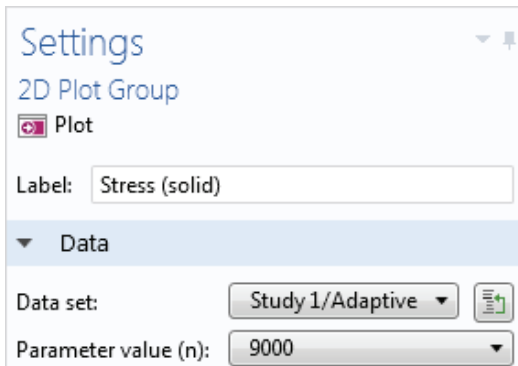 Settings
2D Plot Group
Plot
Label: Stress (solid)
Data
Data set: Study 1/Adaptive
Parameter value (n): 9000